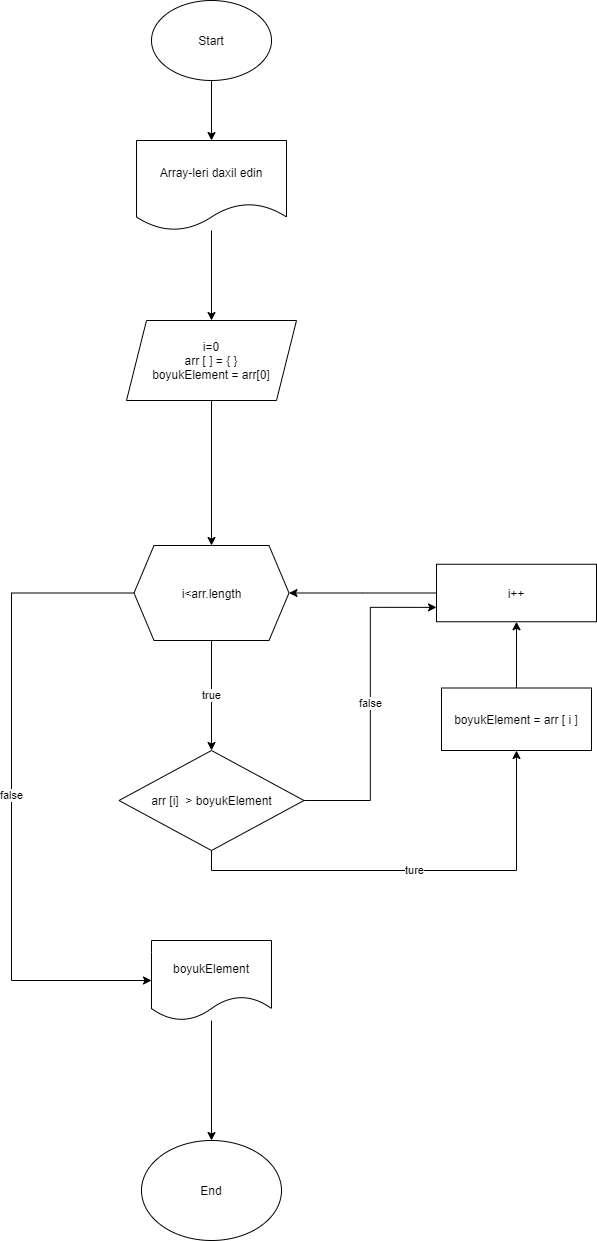 Start
Array-leri daxil edin
i=0
arr [ ] = { }
boyukElement = arr[0]
i<arr.length
i++
true
false
boyukElement = arr [ i ]
false
arr [i]  > boyukElement
ture
boyukElement
End